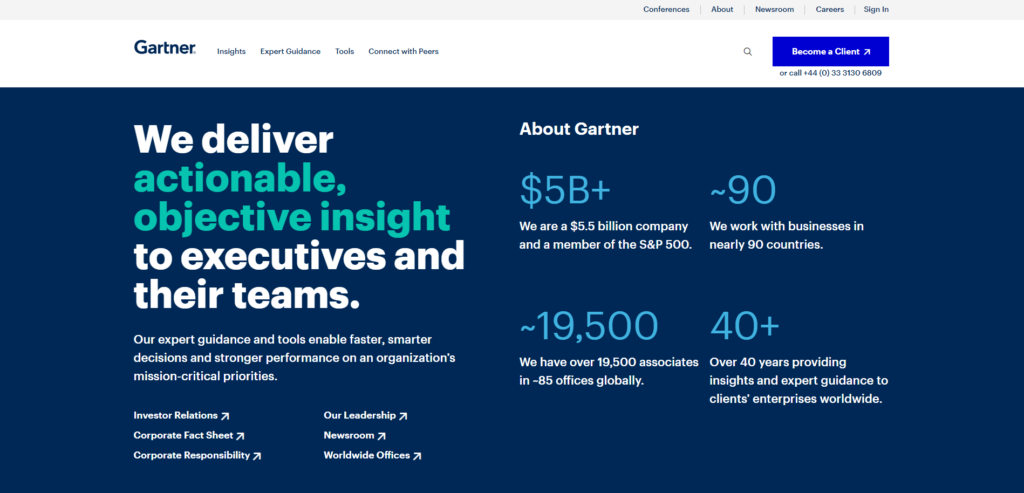 Conferences About Newsroom Careers Sign In
Gartner Insights Expert Guidance Tools Connect with Peers Become a Client
or call +44 (0) 33 3130 6809
We deliver
actionable,
objective insight
to executives and
their teams.
Our expert guidance and tools enable faster, smarter
decisions and stronger performance on an organization's
mission-critical priorities.
Investor Relations
Corporate Fact Sheet
Corporate Responsibility
Our Leadership
Newsroom
Worldwide Offices
About Gartner
$5B+
We are a $5.5 billion company
and a member of the S&P 500.
~90
We work with businesses in
nearly 90 countries.
~19,500
We have over 19,500 associates
in ~85 offices globally.
40+
Over 40 years providing
insights and expert guidance to
clients' enterprises worldwide.